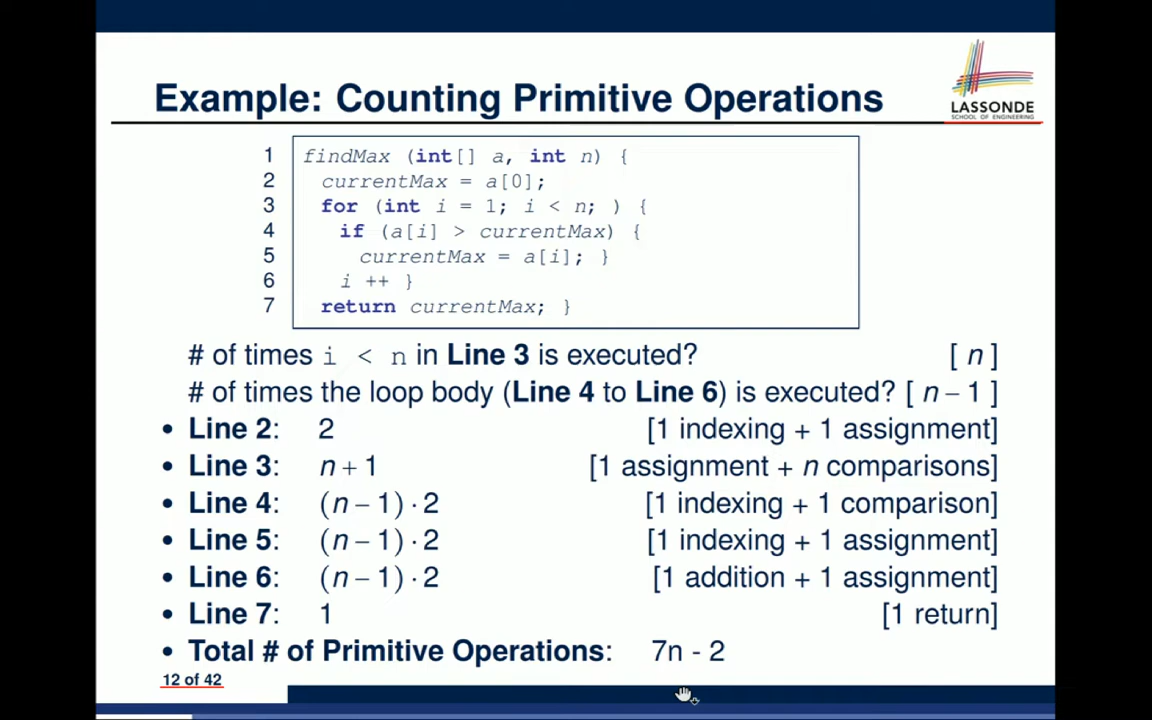 Example: Counting Primitive Operations
LASSONDE
SCHOOL OF ENGINEERING
1 findMax (int[] a, int n) {
2 currentMax = a[0];
3 for (int i = 1; i < n; ) {
4 if (a[i] > currentMax) {
5 currentMax = a[i]; }
6 i ++ }
7 return currentMax; }
# of times i < n in Line 3 is executed? [ n ]
# of times the loop body (Line 4 to Line 6) is executed? [ n – 1 ]
• Line 2: 2 [1 indexing + 1 assignment]
• Line 3: n + 1 [1 assignment + n comparisons]
• Line 4: (n – 1) · 2 [1 indexing + 1 comparison]
• Line 5: (n – 1) · 2 [1 indexing + 1 assignment]
• Line 6: (n – 1) · 2 [1 addition + 1 assignment]
• Line 7: 1 [1 return]
• Total # of Primitive Operations: 7n - 2
12 of 42